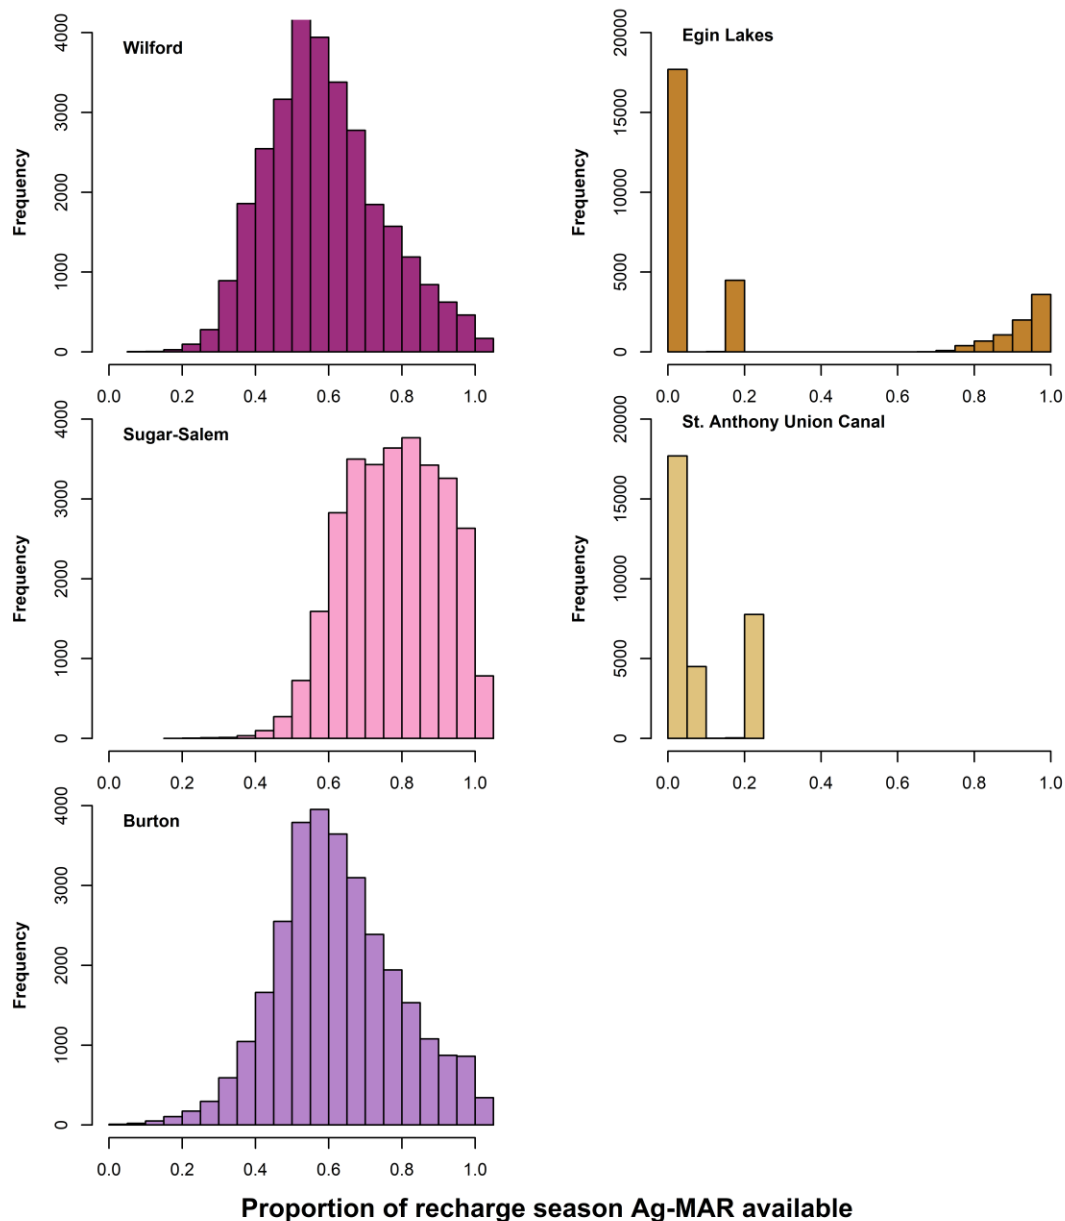 Wilford
Frequency
4000
3000
2000
1000
0
0.0 0.2 0.4 0.6 0.8 1.0
Egin Lakes
Frequency
20000
15000
10000
5000
0
0.0 0.2 0.4 0.6 0.8 1.0
Sugar-Salem
Frequency
4000
3000
2000
1000
0
0.0 0.2 0.4 0.6 0.8 1.0
St. Anthony Union Canal
Frequency
20000
15000
10000
5000
0
0.0 0.2 0.4 0.6 0.8 1.0
Burton
Frequency
4000
3000
2000
1000
0
0.0 0.2 0.4 0.6 0.8 1.0
Proportion of recharge season Ag-MAR available